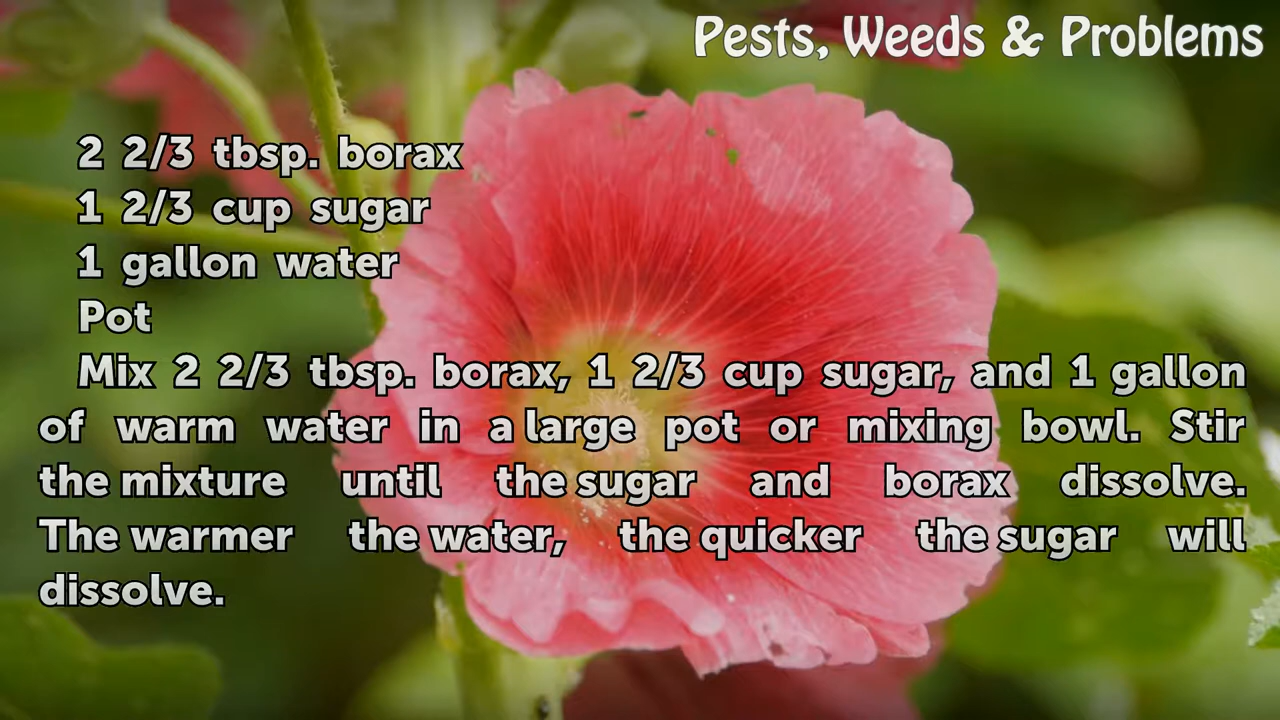 Pests, Weeds & Problems
2 2/3 tbsp. borax
1 2/3 cup sugar
1 gallon water
Pot
Mix 2 2/3 tbsp. borax, 1 2/3 cup sugar, and 1 gallon
of warm water in a large pot or mixing bowl. Stir
the mixture until the sugar and borax dissolve.
The warmer the water, the quicker the sugar will
dissolve.